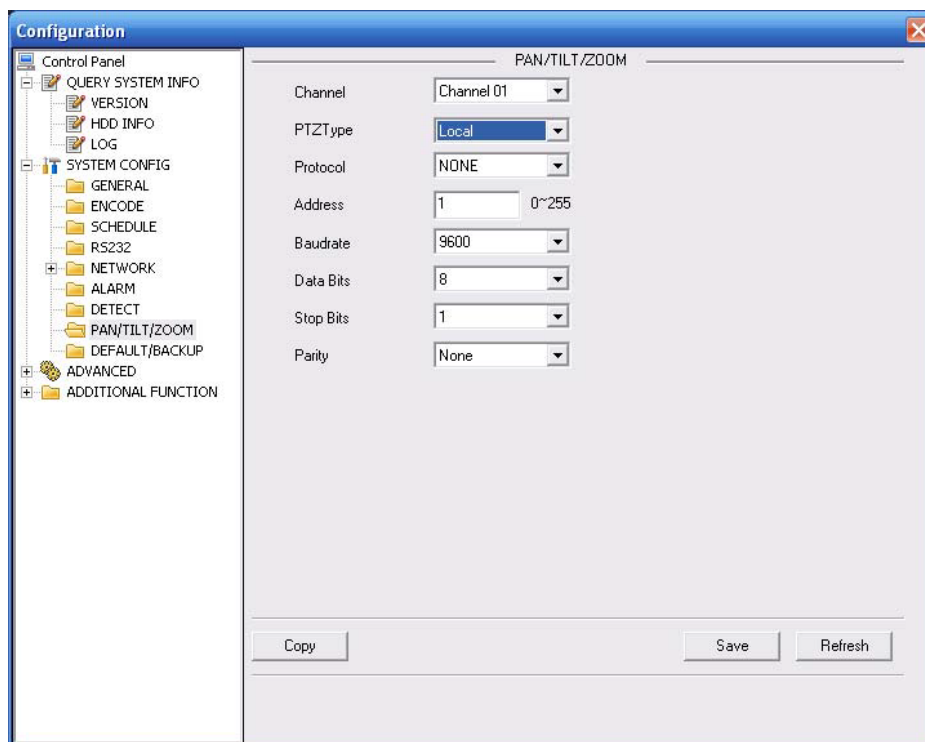 Configuration
Control Panel
QUERY SYSTEM INFO
VERSION
HDD INFO
LOG
SYSTEM CONFIG
GENERAL
ENCODE
SCHEDULE
RS232
NETWORK
ALARM
DETECT
PAN/TILT/ZOOM
DEFAULT/BACKUP
ADVANCED
ADDITIONAL FUNCTION
PAN/TILT/ZOOM
Channel Channel 01
PTZType Local
Protocol NONE
Address 1 0~255
Baudrate 9600
Data Bits 8
Stop Bits 1
Parity None
Copy Save Refresh